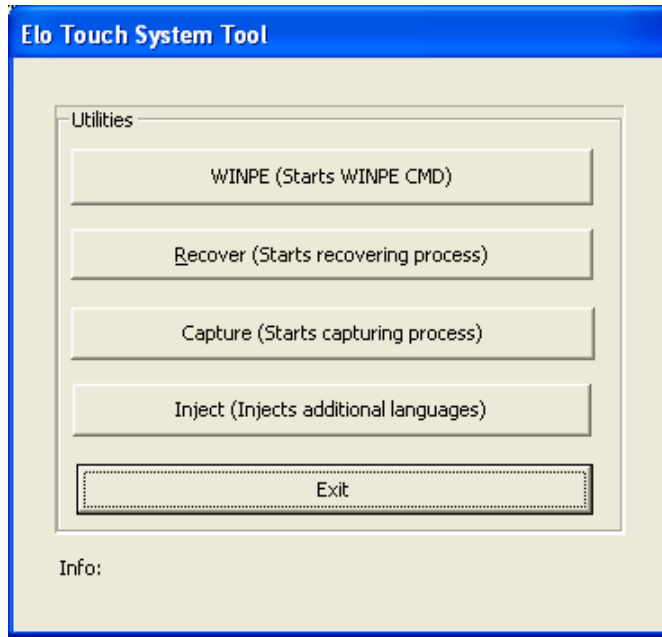 Elo Touch System Tool
Utilities
WINPE (Starts WINPE CMD)
Recover (Starts recovering process)
Capture (Starts capturing process)
Inject (Injects additional languages)
Exit
Info: